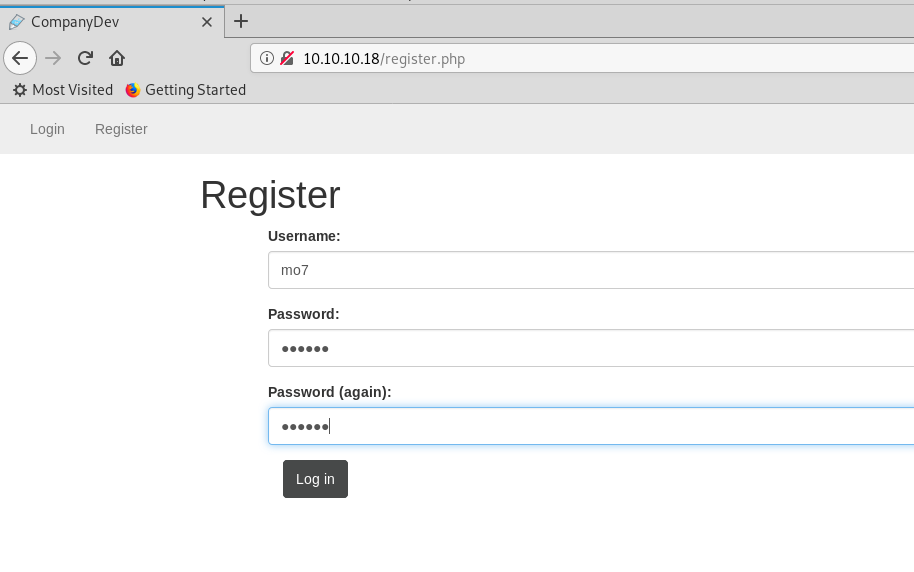 CompanyDev
10.10.10.18/register.php
Most Visited Getting Started
Login Register
Register
Username:
mo7
Password:
●●●●●●
Password (again):
●●●●●●
Log in